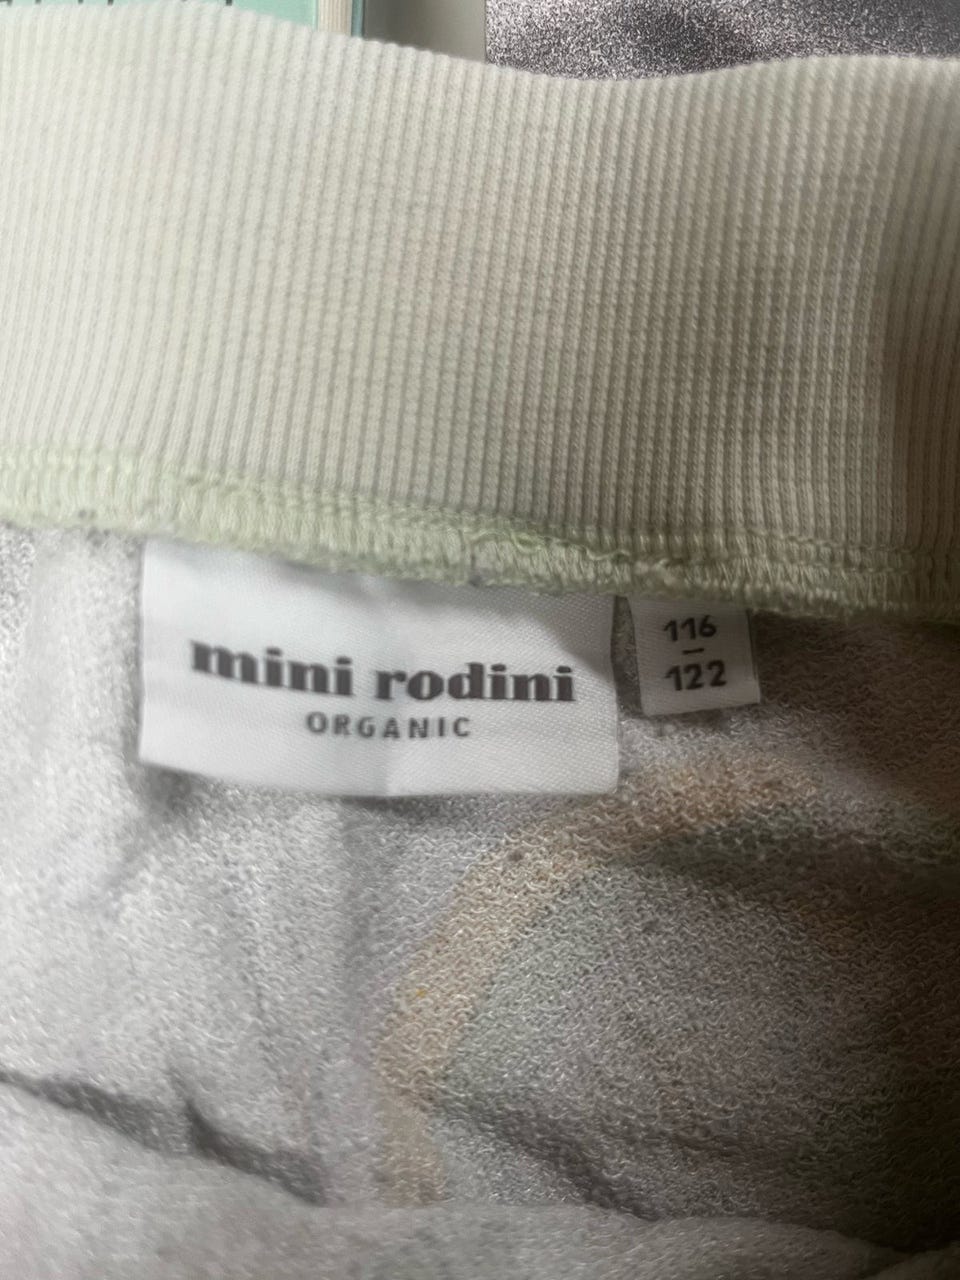 mini rodini
ORGANIC
116
–
122